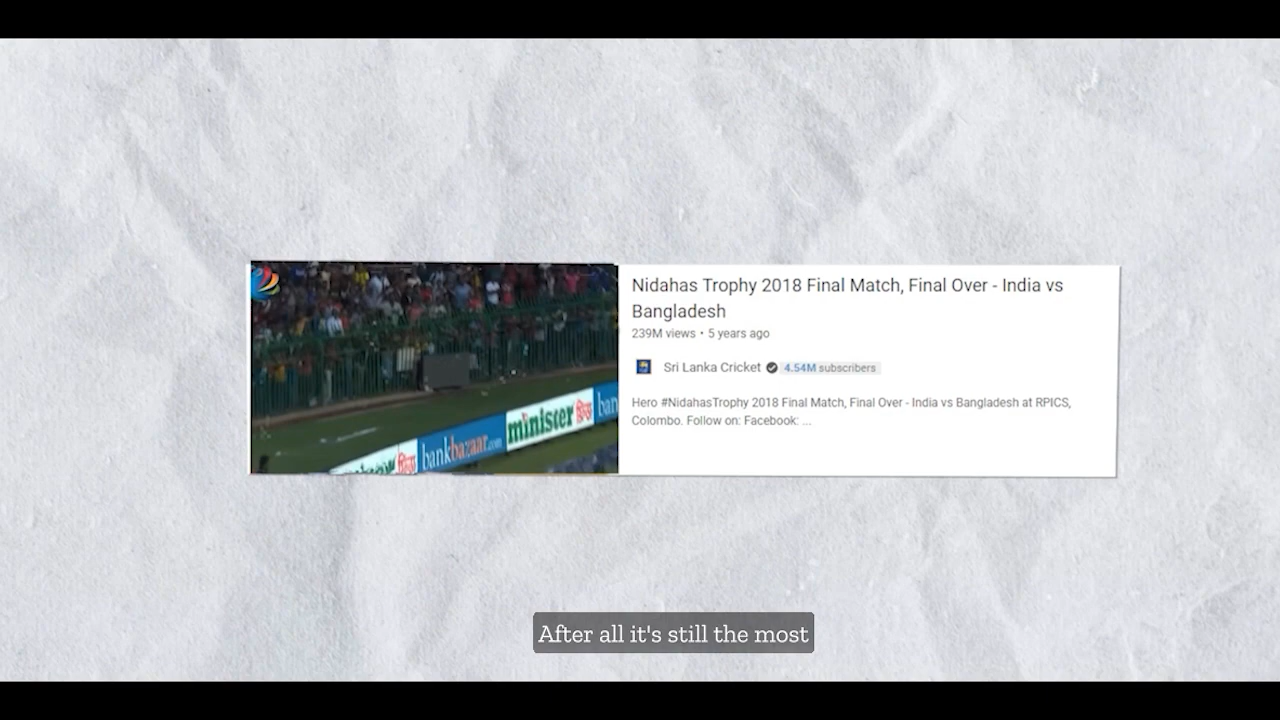 Nidahas Trophy 2018 Final Match, Final Over - India vs
Bangladesh
239M views • 5 years ago
Sri Lanka Cricket 4.54M subscribers
Hero #NidahasTrophy 2018 Final Match, Final Over - India vs Bangladesh at RPICS,
Colombo. Follow on: Facebook: ...
bankbazaar.com minister ban
After all it's still the most